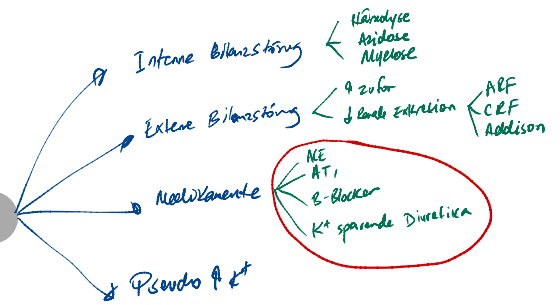 Interne Bilanzstörung
Hämolyse
Azidose
Myelose
Externe Bilanzstörung
↑ Zufur
↓ Renale Exkretion
ARF
CRF
Addison
Medikamente
ACE
AT1
B-Blocker
K+ sparende Diuretika
Pseudo ↑ K+